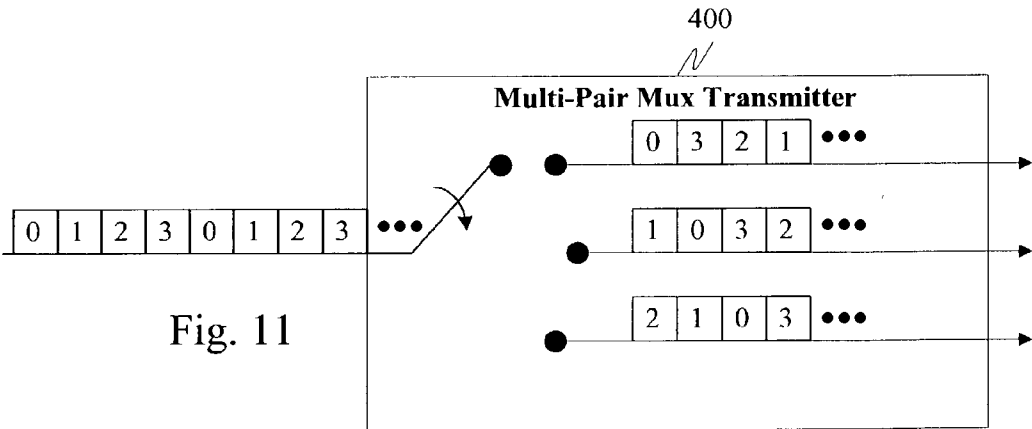 400
Multi-Pair Mux Transmitter
0 3 2 1 •••
0 1 2 3 0 1 2 3 •••
1 0 3 2 •••
2 1 0 3 •••
Fig. 11